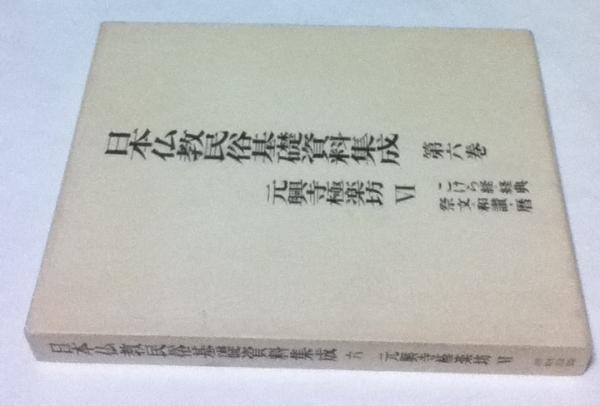 日本仏教民俗基礎資料集成 第六巻
元興寺極楽坊 Ⅵ
こけら経 経典
祭文・和讃・暦
日本仏教民俗基礎資料集成 六 元興寺極楽坊 Ⅵ